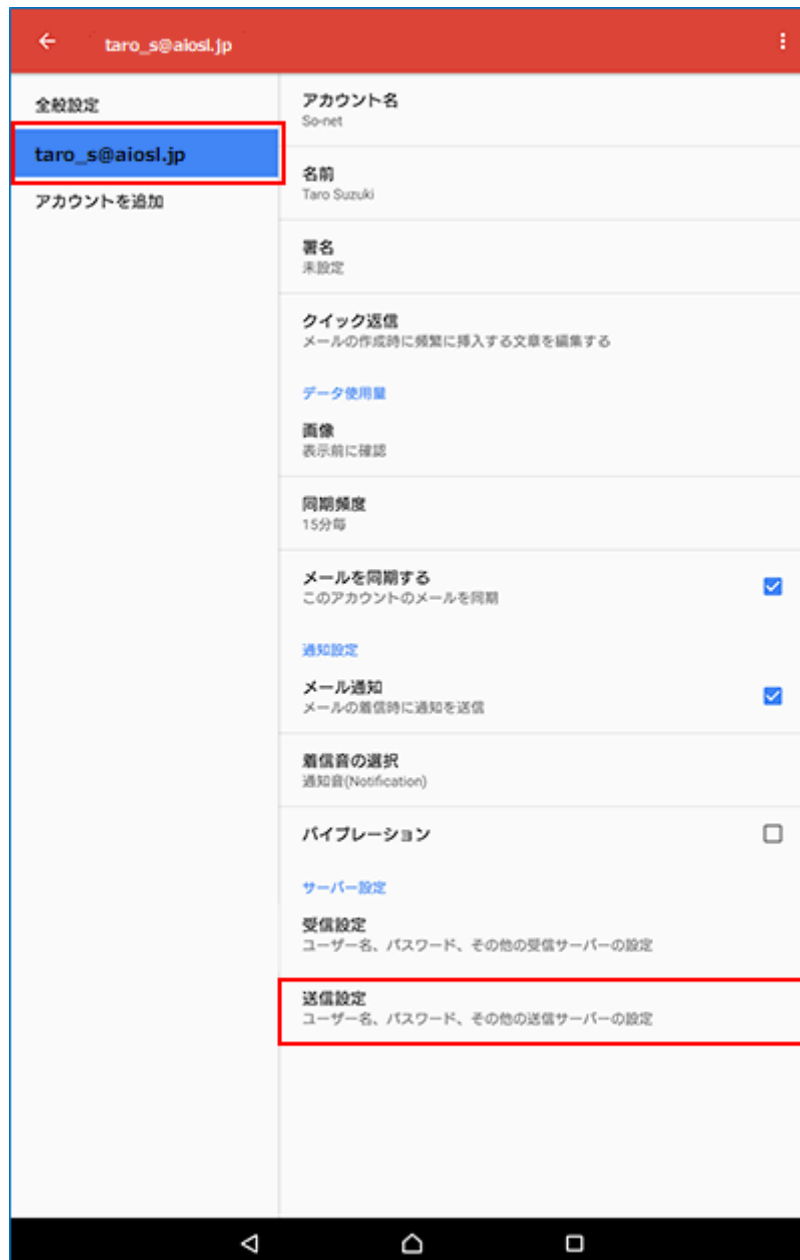 taro_s@aiosl.jp
全般設定
taro_s@aiosl.jp
アカウントを追加
アカウント名
So-net
名前
Taro Suzuki
署名
未設定
クイック返信
メールの作成時に頻繁に挿入する文章を編集する
データ使用量
画像
表示前に確認
同期頻度
15分毎
メールを同期する
このアカウントのメールを同期
通知設定
メール通知
メールの着信時に通知を送信
着信音の選択
通知音(Notification)
バイブレーション
サーバー設定
受信設定
ユーザー名、パスワード、その他の受信サーバーの設定
送信設定
ユーザー名、パスワード、その他の送信サーバーの設定